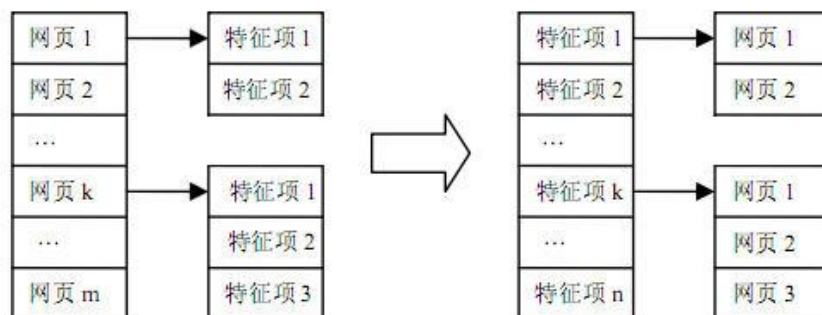 网页 1
网页 2
…
网页 k
…
网页 m
特征项 1
特征项 2
特征项 1
特征项 2
特征项 3
特征项 1
特征项 2
…
特征项 k
…
特征项 n
网页 1
网页 2
网页 1
网页 2
网页 3